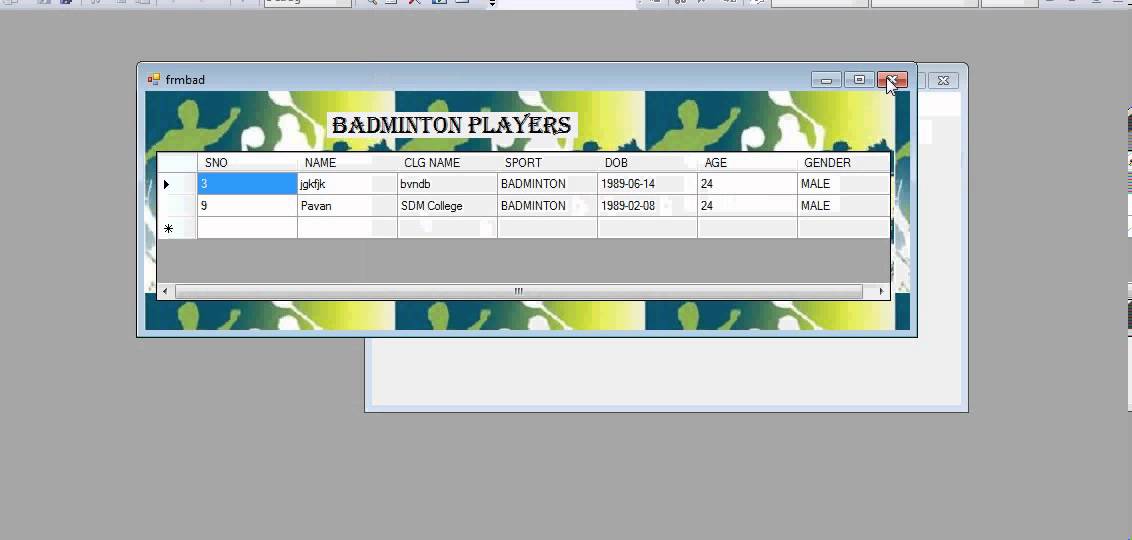 frmbad
BADMINTON PLAYERS
SNO NAME CLG NAME SPORT DOB AGE GENDER
3 jgkfjk bvndb BADMINTON 1989-06-14 24 MALE
9 Pavan SDM College BADMINTON 1989-02-08 24 MALE